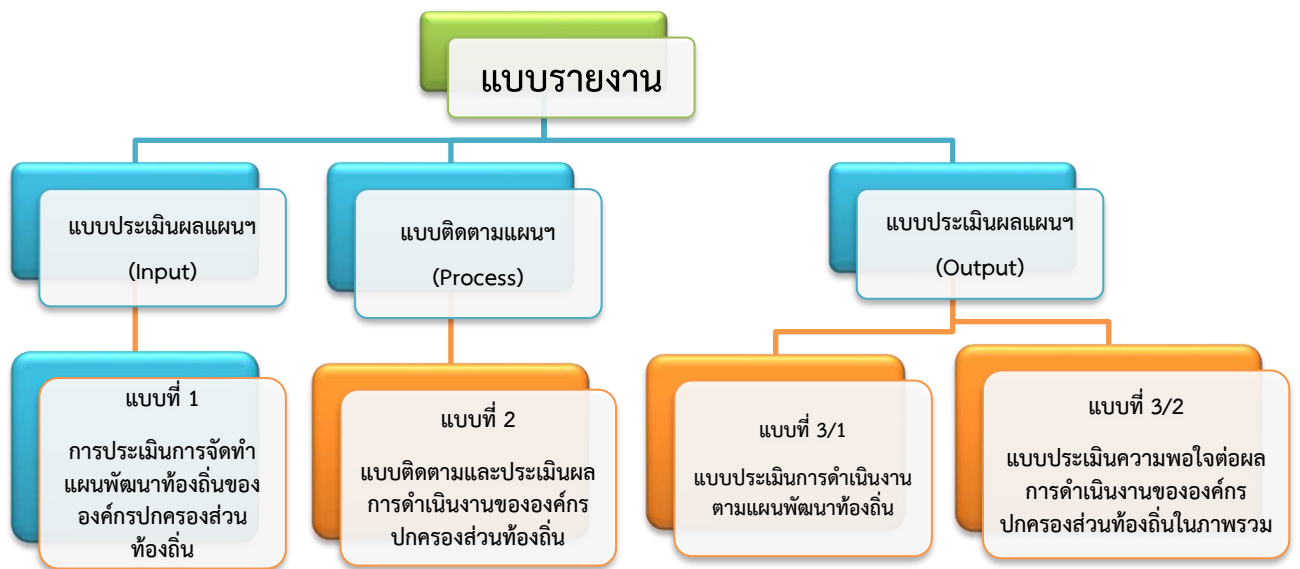 แบบรายงาน
แบบประเมินผลแผนฯ
(Input)
แบบติดตามแผนฯ
(Process)
แบบประเมินผลแผนฯ
(Output)
แบบที่ 1
การประเมินการจัดทำ
แผนพัฒนาท้องถิ่นของ
องค์กรปกครองส่วน
ท้องถิ่น
แบบที่ 2
แบบติดตามและประเมินผล
การดำเนินงานขององค์กร
ปกครองส่วนท้องถิ่น
แบบที่ 3/1
แบบประเมินการดำเนินงาน
ตามแผนพัฒนาท้องถิ่น
แบบที่ 3/2
แบบประเมินความพอใจต่อผล
การดำเนินงานขององค์กร
ปกครองส่วนท้องถิ่นในภาพรวม